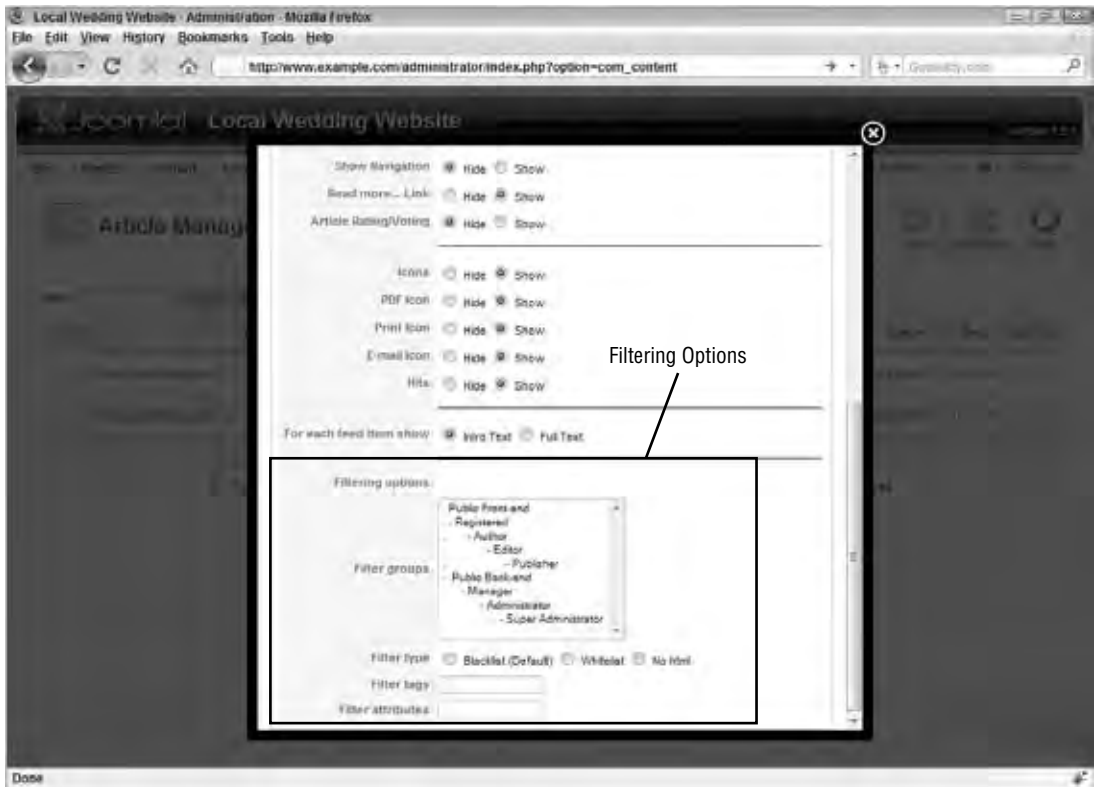 Local Wedding Website - Administration - Mozilla Firefox
File Edit View History Bookmarks Tools Help
http://www.example.com/administrator/index.php?option=com_content
Joomla! Local Wedding Website
Article Manag
Show Navigation Hide Show
Read more... Link Hide Show
Article Rating/Voting Hide Show
Icons Hide Show
PDF Icon Hide Show
Print Icon Hide Show
E-mail Icon Hide Show
Hits Hide Show
Filtering Options
For each feed item show Intro Text Full Text
Filtering options
Filter groups
Public Front-end
- Registered
- Author
- Editor
- Publisher
- Public Back-end
- Manager
- Administrator
- Super Administrator
Filter type Blacklist (Default) Whitelist No html
Filter tags
Filter attributes
Done